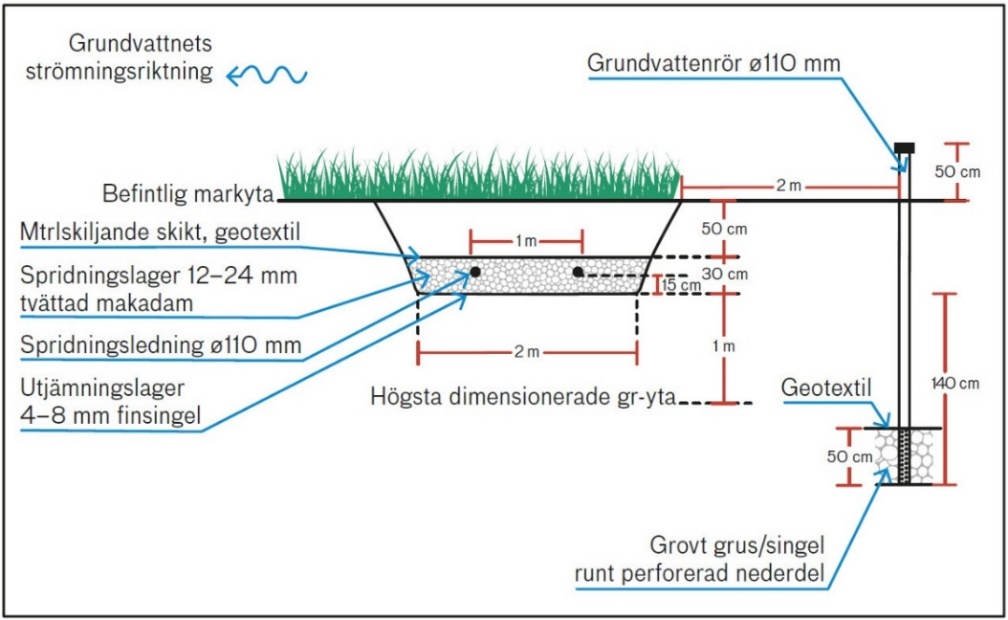 Grundvattnets
strömningsriktning
Grundvattenrör ø110 mm
50 cm
2 m
Befintlig markyta
50 cm
Mtrlskiljande skikt, geotextil
1 m
Spridningslager 12–24 mm
tvättad makadam
30 cm
15 cm
Spridningsledning ø110 mm
2 m
1 m
Utjämningslager
4–8 mm finsingel
Högsta dimensionerade gr-yta
Geotextil
140 cm
50 cm
Grovt grus/singel
runt perforerad nederdel